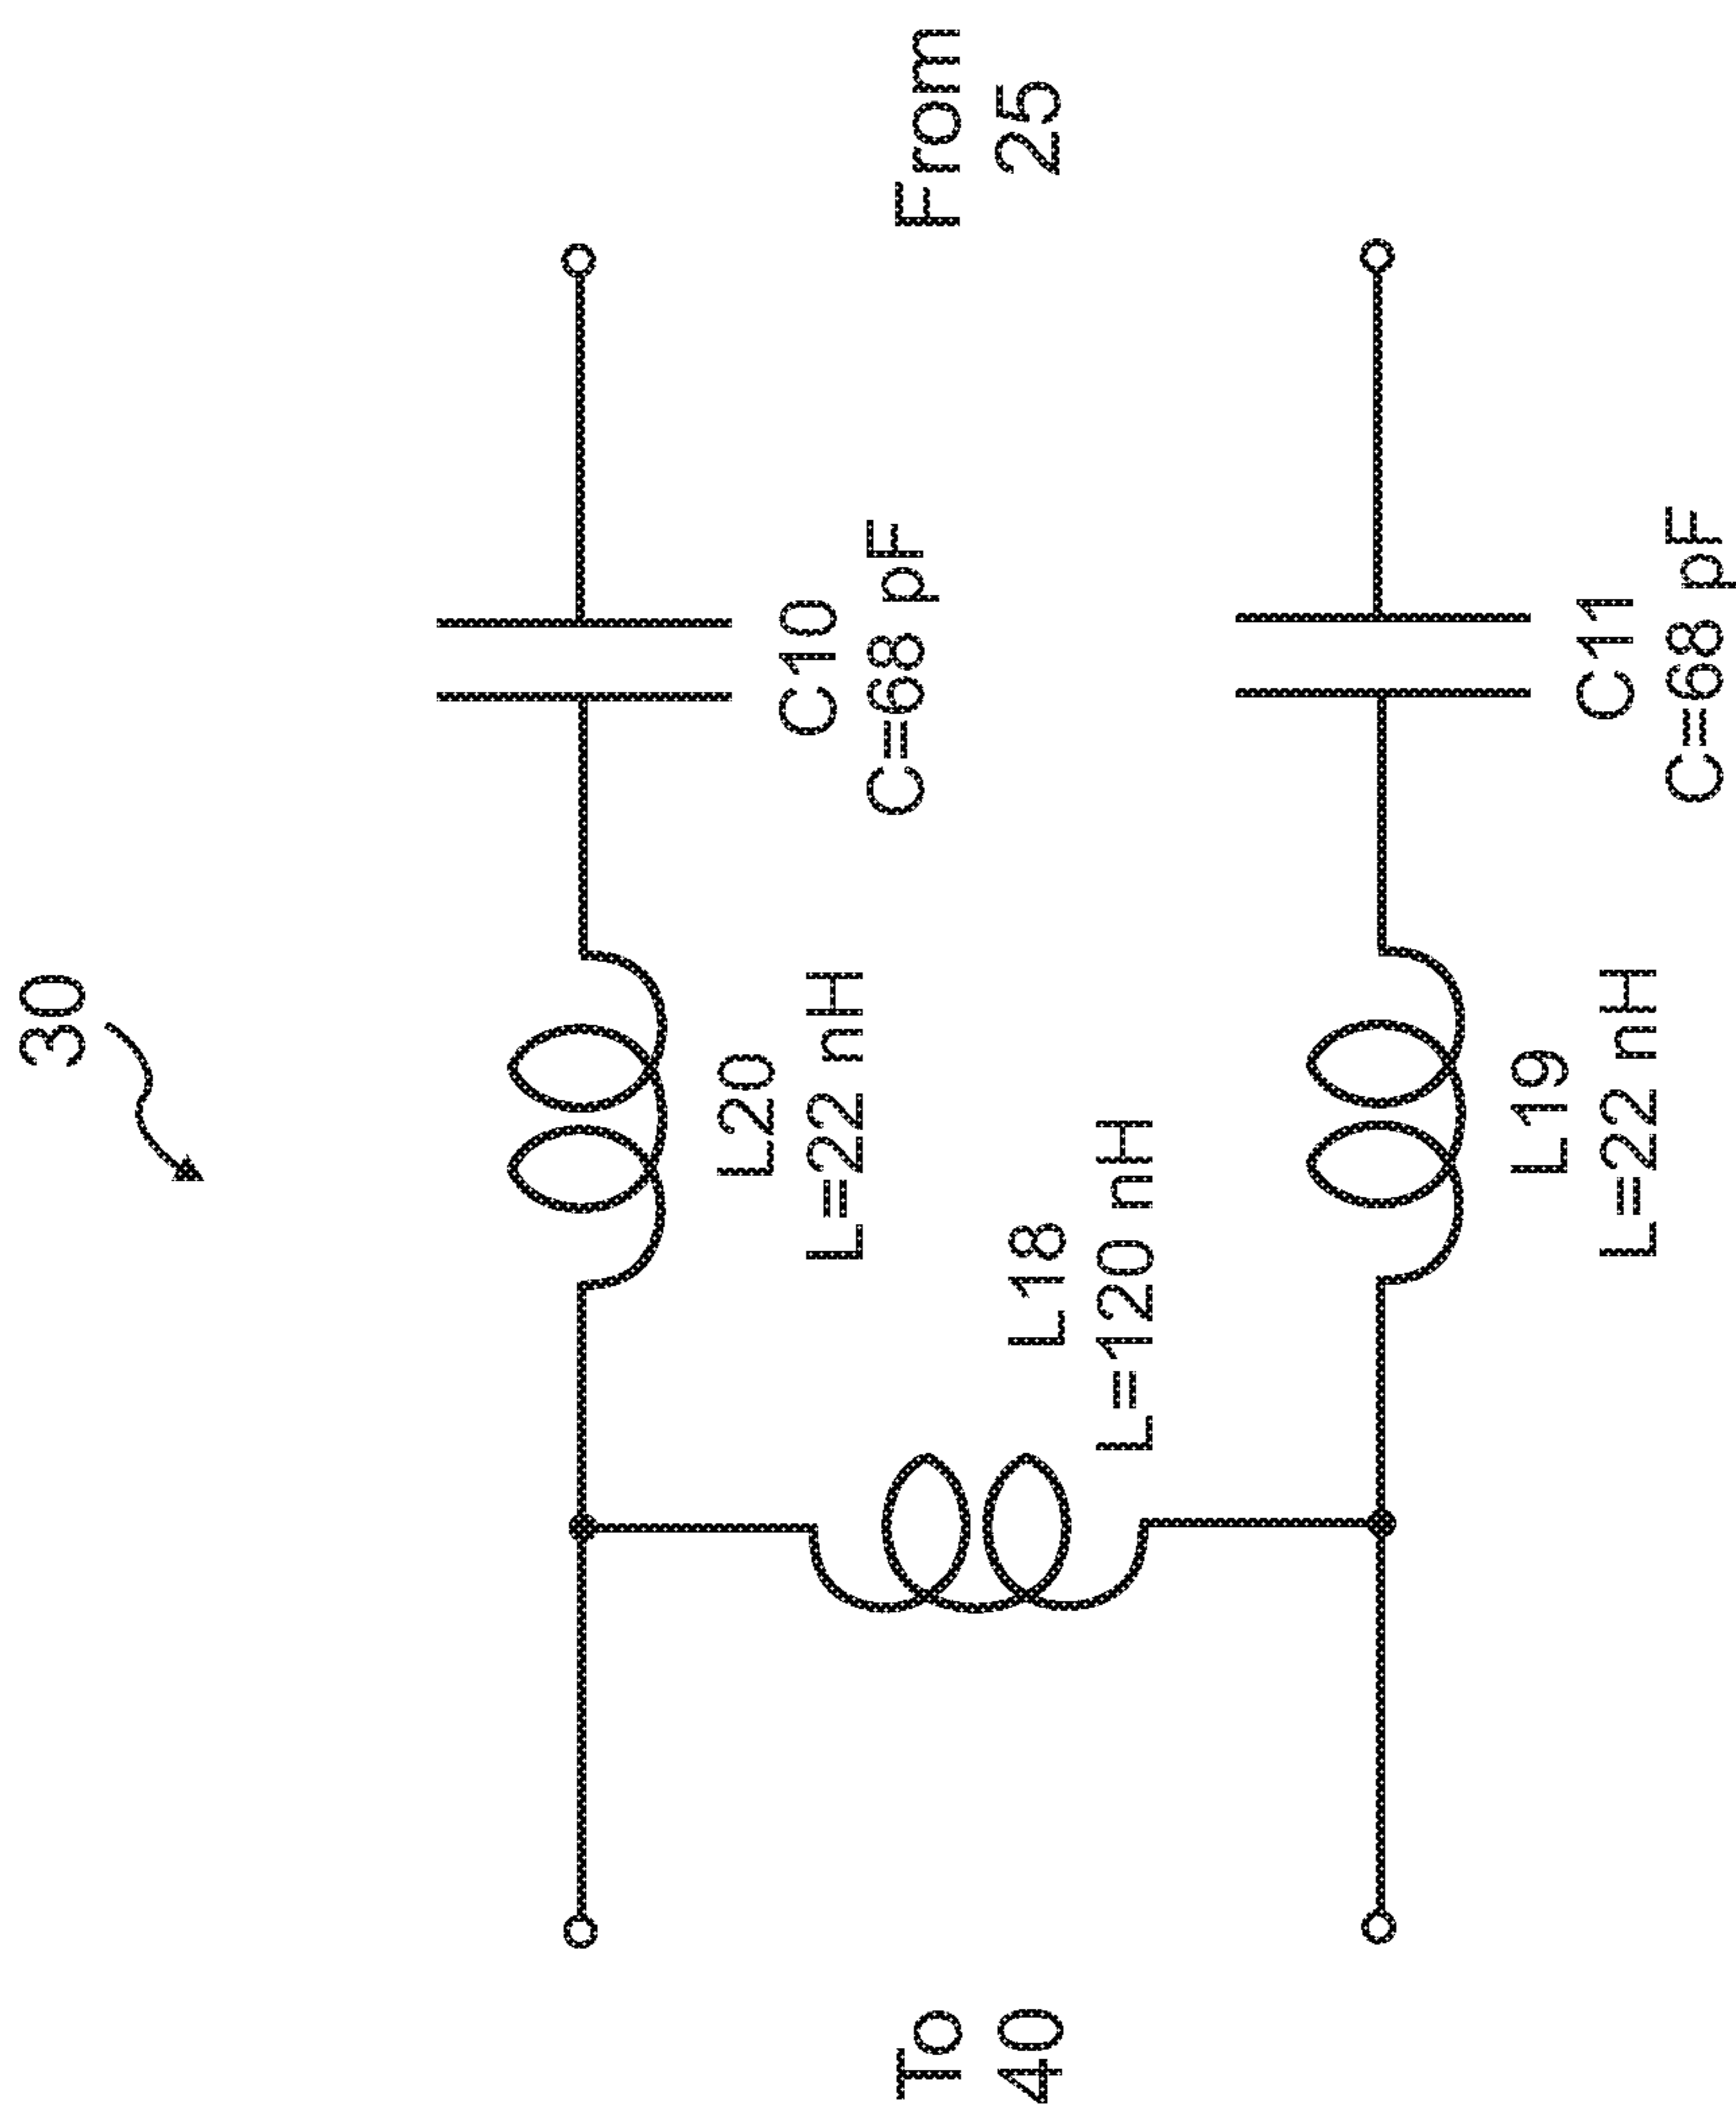 30
From
25
C10
C=68 pF
L20
L=22 nH
L18
L=120 nH
C11
C=68 pF
L19
L=22 nH
To
40